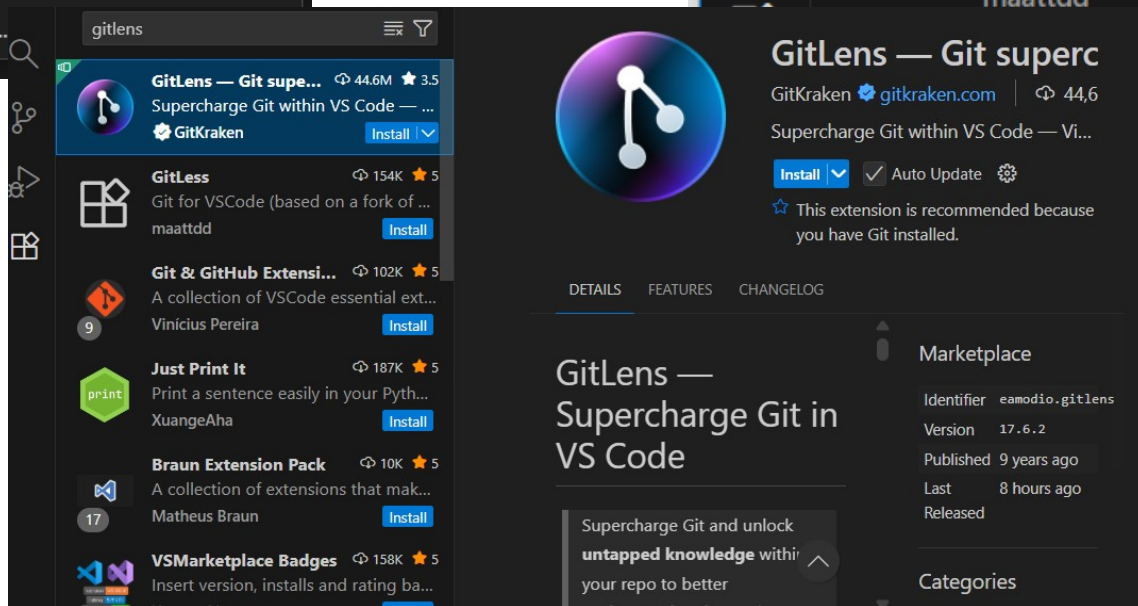 maattdd
gitlens
GitLens — Git supe... 44.6M 3.5
Supercharge Git within VS Code — ...
GitKraken Install
GitLess 154K 5
Git for VSCode (based on a fork of ...
maattdd Install
Git & GitHub Extensi... 102K 5
A collection of VSCode essential ext...
9 Vinícius Pereira Install
Just Print It 187K 5
print
Print a sentence easily in your Pyth...
XuangeAha Install
Braun Extension Pack 10K 5
A collection of extensions that mak...
17 Matheus Braun Install
VSMarketplace Badges 158K 5
Insert version, installs and rating ba...
GitLens — Git superc
GitKraken gitkraken.com 44,6
Supercharge Git within VS Code — Vi...
Install Auto Update
This extension is recommended because
you have Git installed.
DETAILS FEATURES CHANGELOG
GitLens —
Supercharge Git in
VS Code
Supercharge Git and unlock
untapped knowledge within
your repo to better
Marketplace
Identifier eamodio.gitlens
Version 17.6.2
Published 9 years ago
Last 8 hours ago
Released
Categories